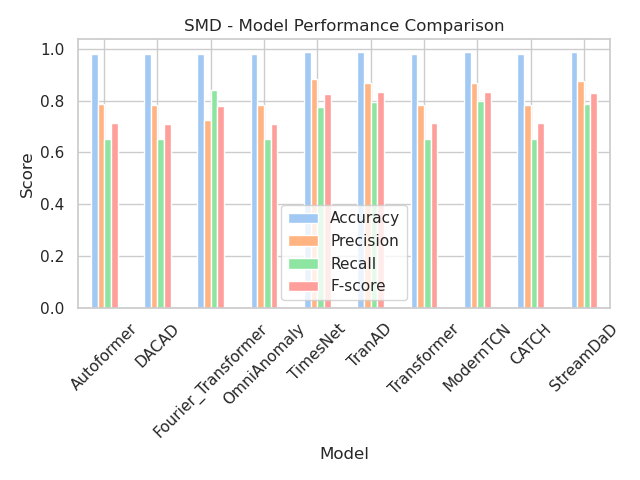 SMD - Model Performance Comparison
1.0
0.8
0.6
0.4
0.2
0.0
Score
Accuracy
Precision
Recall
F-score
Autoformer
DACAD
Fourier_Transformer
OmniAnomaly
TimesNet
TranAD
Transformer
ModernTCN
CATCH
StreamDaD
Model